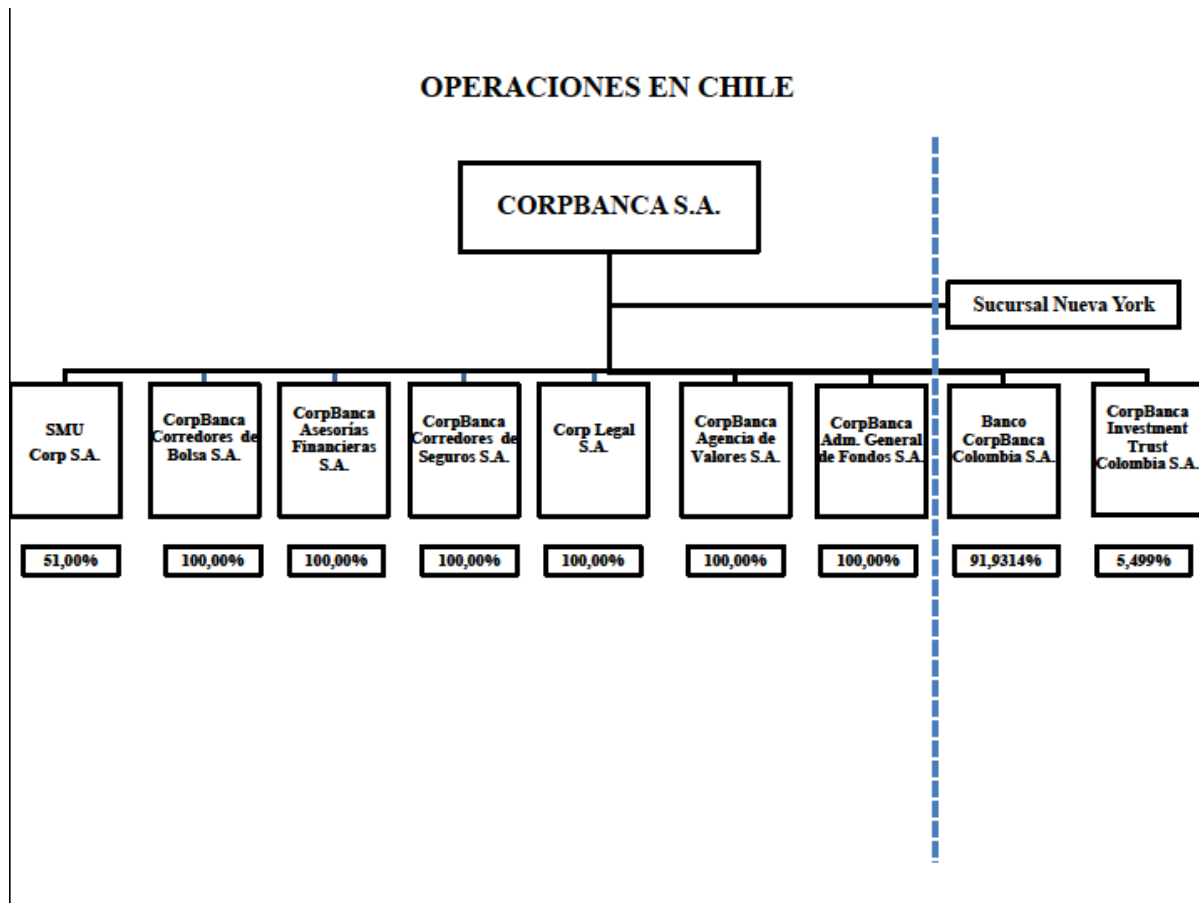 OPERACIONES EN CHILE
CORPBANCA S.A.
Sucursal Nueva York
SMU
Corp S.A.
CorpBanca
Corredores de
Bolsa S.A.
CorpBanca
Asesorías
Financieras
S.A.
CorpBanca
Corredores de
Seguros S.A.
Corp Legal
S.A.
CorpBanca
Agencia de
Valores S.A.
CorpBanca
Adm. General
de Fondos S.A.
Banco
CorpBanca
Colombia S.A.
CorpBanca
Investment
Trust
Colombia S.A.
51,00%
100,00%
100,00%
100,00%
100,00%
100,00%
100,00%
91,9314%
5,499%